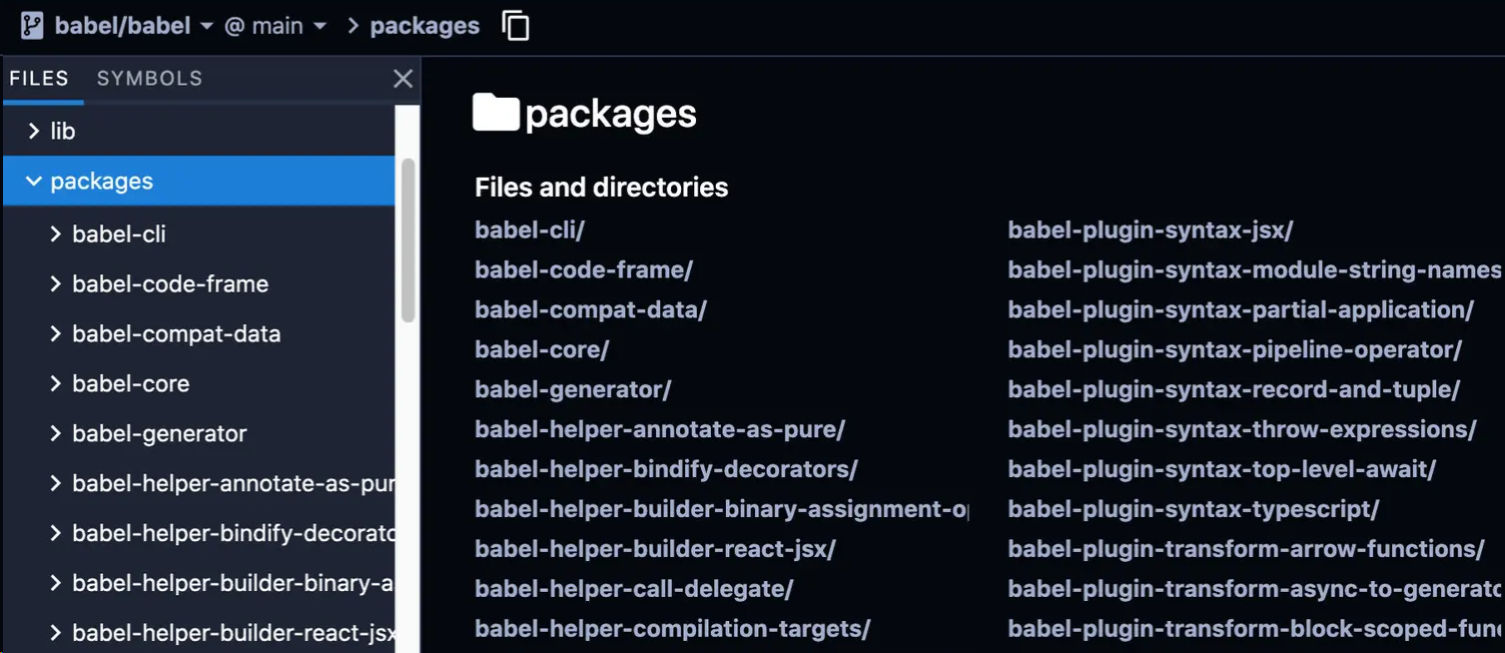 babel/babel @ main > packages
FILES SYMBOLS
lib
packages
babel-cli
babel-code-frame
babel-compat-data
babel-core
babel-generator
babel-helper-annotate-as-pur
babel-helper-bindify-decorato
babel-helper-builder-binary-a
babel-helper-builder-react-jsx
packages
Files and directories
babel-cli/
babel-code-frame/
babel-compat-data/
babel-core/
babel-generator/
babel-helper-annotate-as-pure/
babel-helper-bindify-decorators/
babel-helper-builder-binary-assignment-o
babel-helper-builder-react-jsx/
babel-helper-call-delegate/
babel-helper-compilation-targets/
babel-plugin-syntax-jsx/
babel-plugin-syntax-module-string-names
babel-plugin-syntax-partial-application/
babel-plugin-syntax-pipeline-operator/
babel-plugin-syntax-record-and-tuple/
babel-plugin-syntax-throw-expressions/
babel-plugin-syntax-top-level-await/
babel-plugin-syntax-typescript/
babel-plugin-transform-arrow-functions/
babel-plugin-transform-async-to-generato
babel-plugin-transform-block-scoped-fun